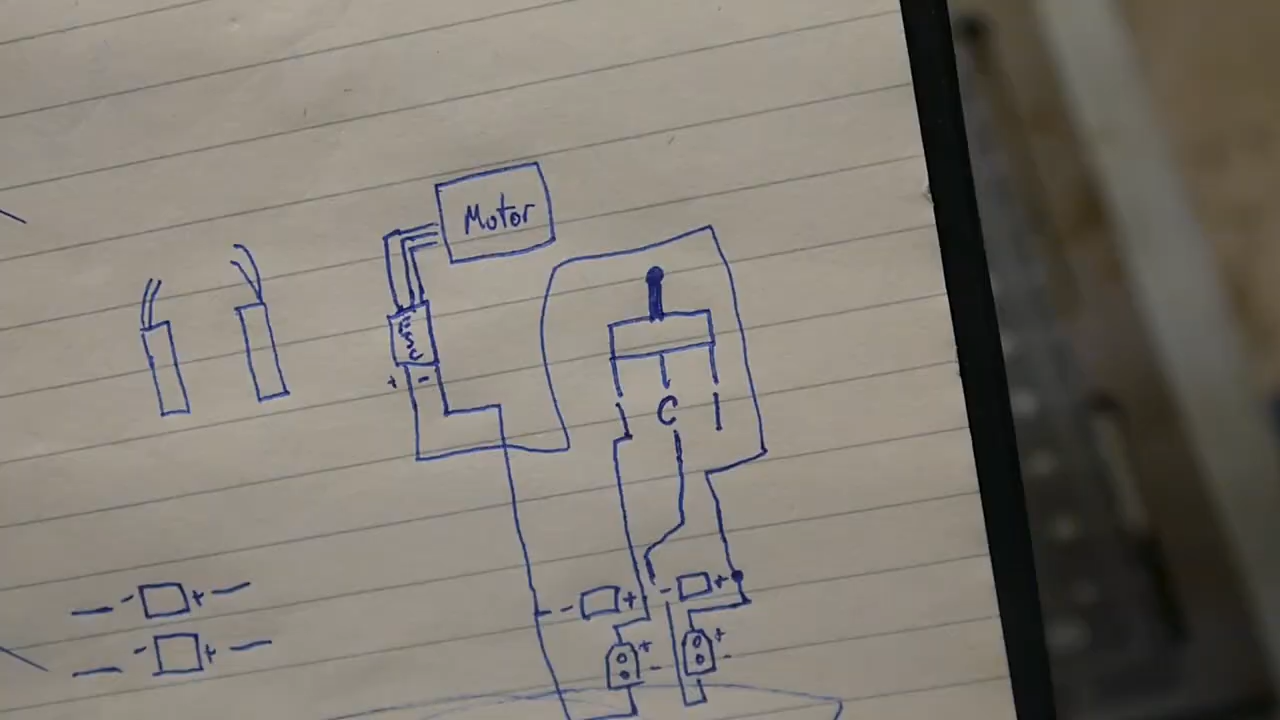 Motor
ESC
+ -
C
- + - +
- +
+ +
- -
- +